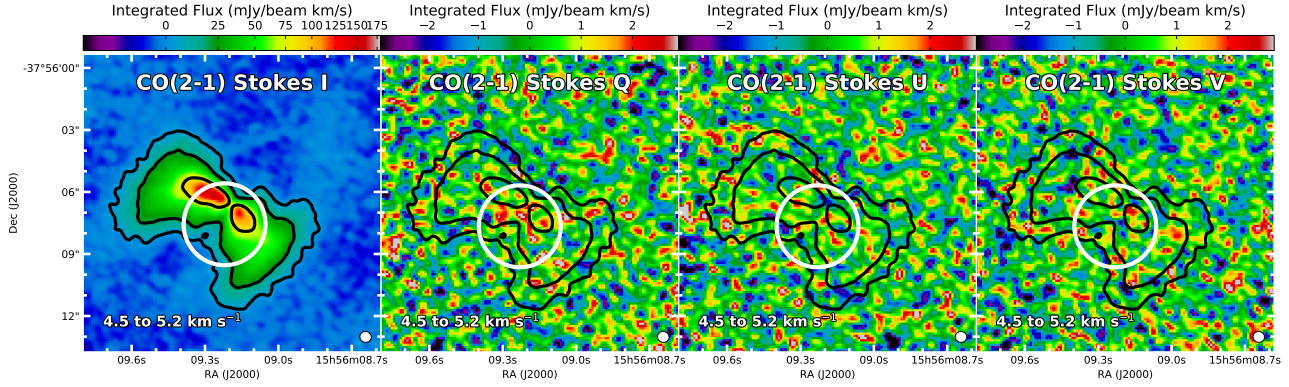 Integrated Flux (mJy/beam km/s) Integrated Flux (mJy/beam km/s) Integrated Flux (mJy/beam km/s) Integrated Flux (mJy/beam km/s)
0 25 50 75 100 125 150 175 −2 −1 0 1 2 −2 −1 0 1 2 −2 −1 0 1 2
CO(2-1) Stokes I CO(2-1) Stokes Q CO(2-1) Stokes U CO(2-1) Stokes V
-37°56'00"
03"
06"
09"
12"
Dec (J2000)
4.5 to 5.2 km s−1 4.5 to 5.2 km s−1 4.5 to 5.2 km s−1 4.5 to 5.2 km s−1
09.6s 09.3s 09.0s 15h56m08.7s 09.6s 09.3s 09.0s 15h56m08.7s 09.6s 09.3s 09.0s 15h56m08.7s 09.6s 09.3s 09.0s 15h56m08.7s
RA (J2000) RA (J2000) RA (J2000) RA (J2000)